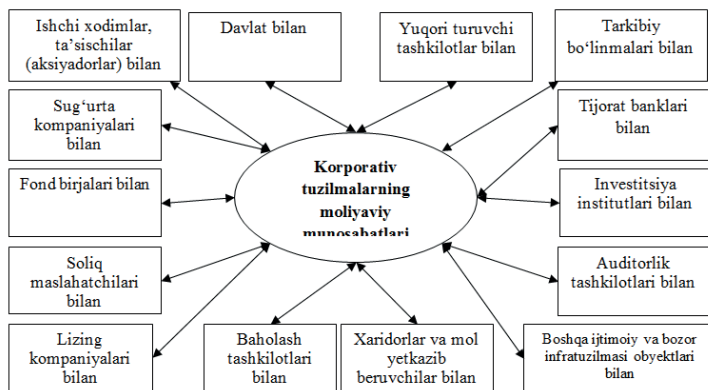 Ishchi xodimlar,
ta’sischilar
(aksiyadorlar) bilan
Davlat bilan
Yuqori turuvchi
tashkilotlar bilan
Tarkibiy
bo‘linmalari bilan
Sug‘urta
kompaniyalari
bilan
Tijorat banklari
bilan
Korporativ
tuzilmalarning
moliyaviy
munosabatlari
Fond birjalari bilan
Investitsiya
institutlari bilan
Soliq
maslahatchilari
bilan
Auditorlik
tashkilotlari bilan
Lizing
kompaniyalari
bilan
Baholash
tashkilotlari bilan
Xaridorlar va mol
yetkazib
beruvchilar bilan
Boshqa ijtimoiy va bozor
infratuzilmasi obyektlari
bilan